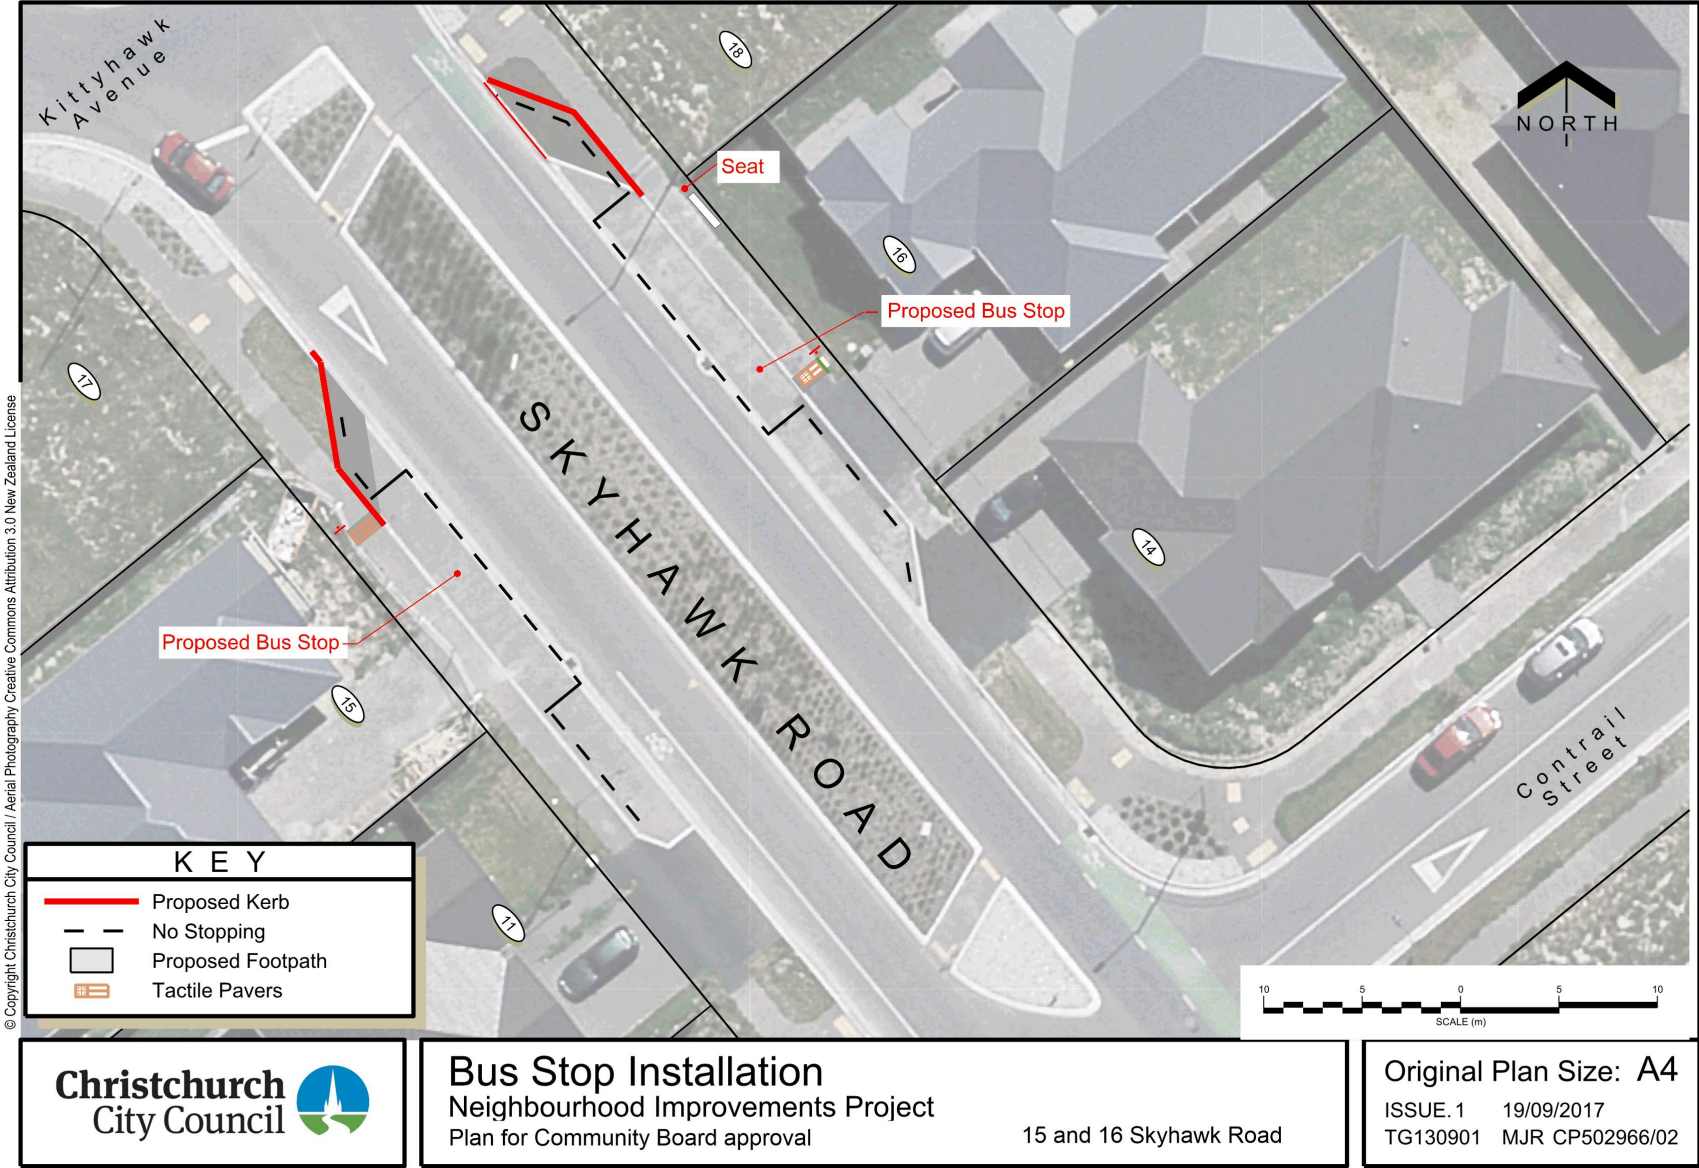 Kittyhawk
Avenue
18
NORTH
Seat
16
Proposed Bus Stop
17
SKYHAWK ROAD
14
Proposed Bus Stop
15
Contrail
Street
11
© Copyright Christchurch City Council / Aerial Photography Creative Commons Attribution 3.0 New Zealand License
KEY
Proposed Kerb
No Stopping
Proposed Footpath
Tactile Pavers
10 5 0 5 10
SCALE (m)
Christchurch
City Council
Bus Stop Installation
Neighbourhood Improvements Project
Plan for Community Board approval
15 and 16 Skyhawk Road
Original Plan Size: A4
ISSUE.1 19/09/2017
TG130901 MJR CP502966/02